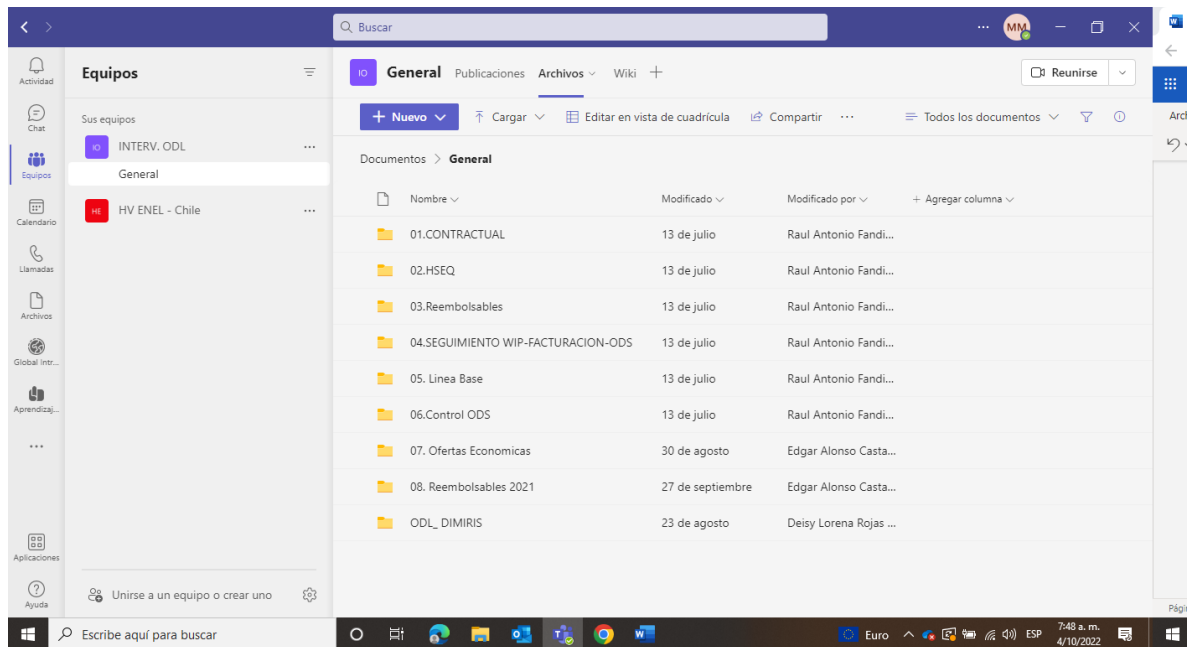 Buscar
MM
Actividad
Chat
Equipos
Calendario
Llamadas
Archivos
Global Intr...
Aprendizaj...
Aplicaciones
Ayuda
Equipos
Sus equipos
IO INTERV. ODL
General
HE HV ENEL - Chile
Unirse a un equipo o crear uno
IO General Publicaciones Archivos Wiki
Reunirse
Nuevo Cargar Editar en vista de cuadrícula Compartir Todos los documentos
Documentos > General
Nombre Modificado Modificado por + Agregar columna
01.CONTRACTUAL 13 de julio Raul Antonio Fandi...
02.HSEQ 13 de julio Raul Antonio Fandi...
03.Reembolsables 13 de julio Raul Antonio Fandi...
04.SEGUIMIENTO WIP-FACTURACION-ODS 13 de julio Raul Antonio Fandi...
05. Linea Base 13 de julio Raul Antonio Fandi...
06.Control ODS 13 de julio Raul Antonio Fandi...
07. Ofertas Economicas 30 de agosto Edgar Alonso Casta...
08. Reembolsables 2021 27 de septiembre Edgar Alonso Casta...
ODL_ DIMIRIS 23 de agosto Deisy Lorena Rojas ...
Arch
Pági
Escribe aquí para buscar
Euro ESP
7:48 a. m.
4/10/2022